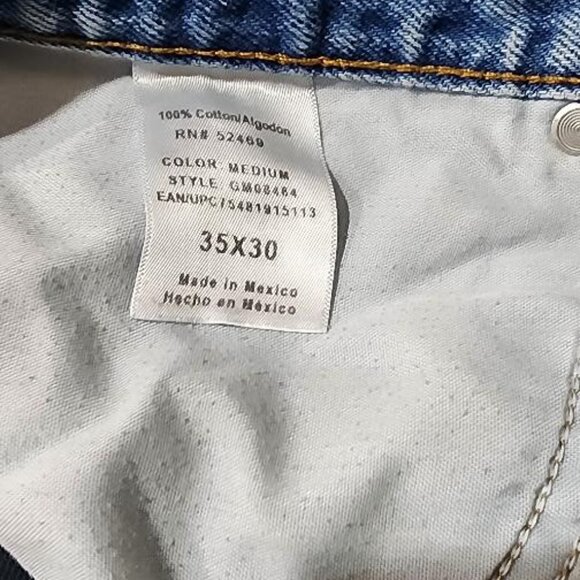 100% Cotton/Algodon
RN# 52469
COLOR: MEDIUM
STYLE: GM08464
EAN/UPC75481915113
35X30
Made in Mexico
Hecho en México